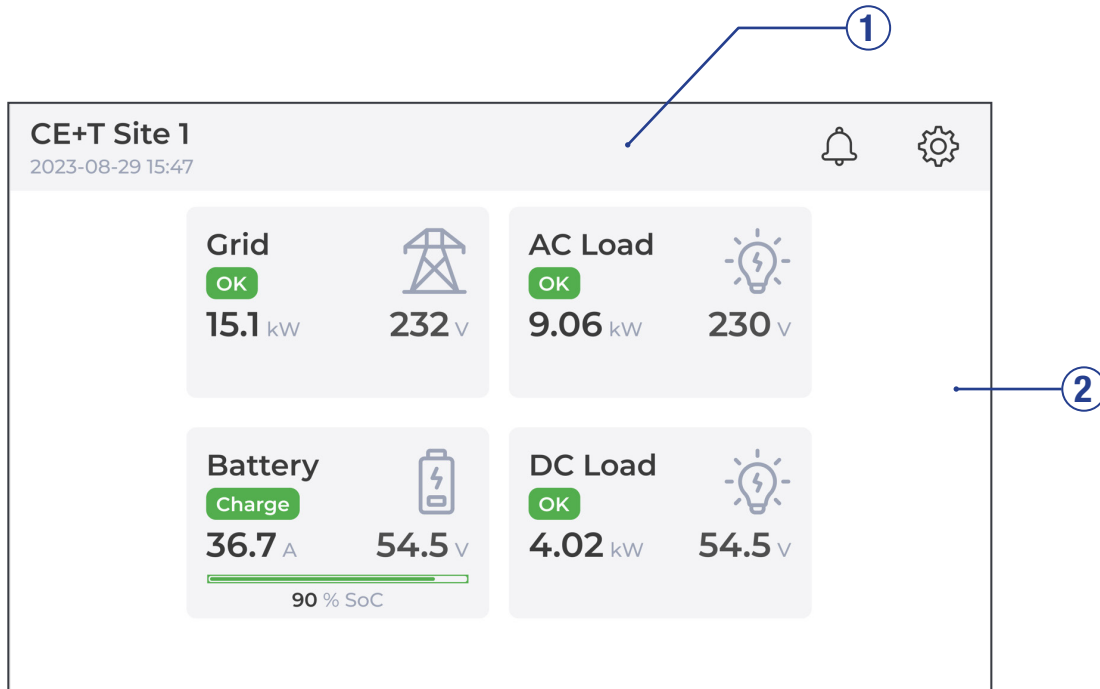 1
CE+T Site 1
2023-08-29 15:47
Grid
OK
15.1 kW 232 V
AC Load
OK
9.06 kW 230 V
2
Battery
Charge
36.7 A 54.5 V
90 % SoC
DC Load
OK
4.02 kW 54.5 V